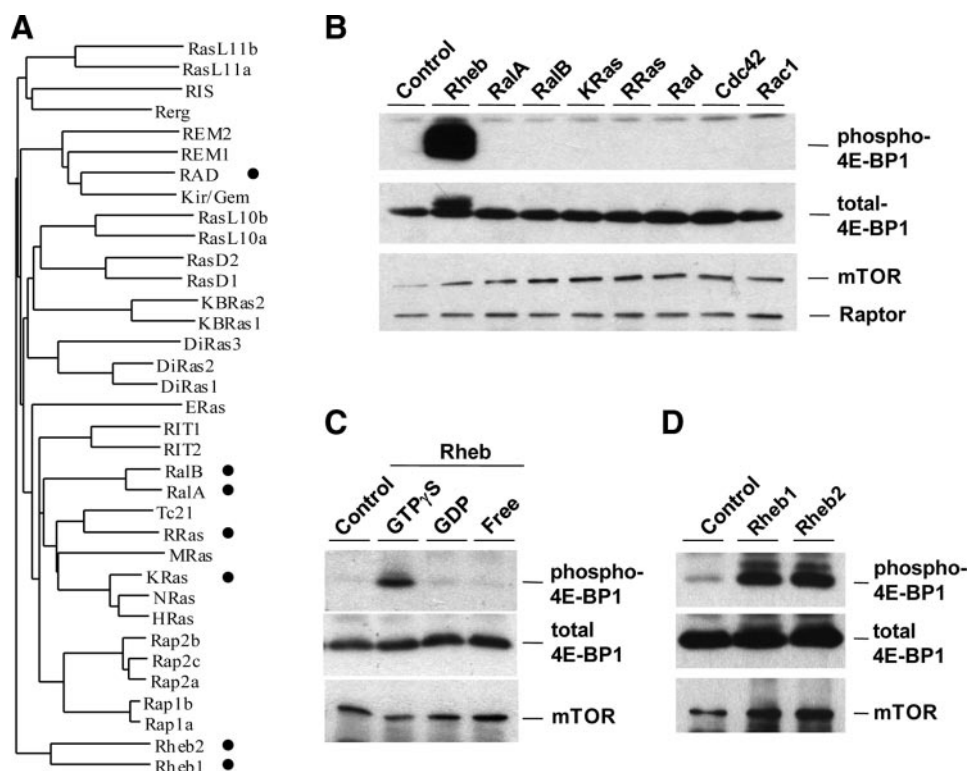 A
RasL11b
RasL11a
RIS
Rerg
REM2
REM1
RAD
Kir/Gem
RasL10b
RasL10a
RasD2
RasD1
KBRas2
KBRas1
DiRas3
DiRas2
DiRas1
ERas
RIT1
RIT2
RalB
RalA
Tc21
RRas
MRas
KRas
NRas
HRas
Rap2b
Rap2c
Rap2a
Rap1b
Rap1a
Rheb2
Rheb1
B
Control Rheb RalA RalB KRas RRas Rad Cdc42 Rac1
phospho-
4E-BP1
total-
4E-BP1
mTOR
Raptor
C
Rheb
Control GTPγS GDP Free
phospho-
4E-BP1
total
4E-BP1
mTOR
D
Control Rheb1 Rheb2
phospho-
4E-BP1
total
4E-BP1
mTOR